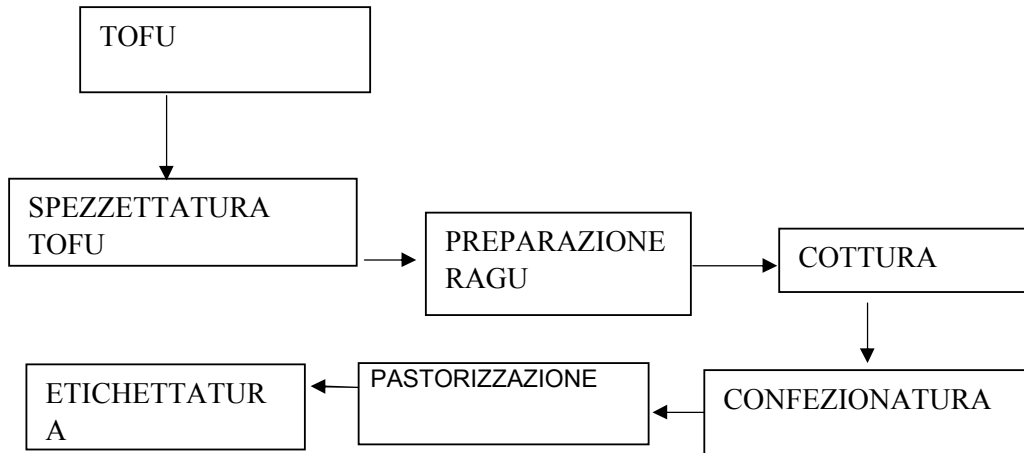 TOFU
SPEZZETTATURA
TOFU
PREPARAZIONE
RAGU
COTTURA
CONFEZIONATURA
PASTORIZZAZIONE
ETICHETTATUR
A